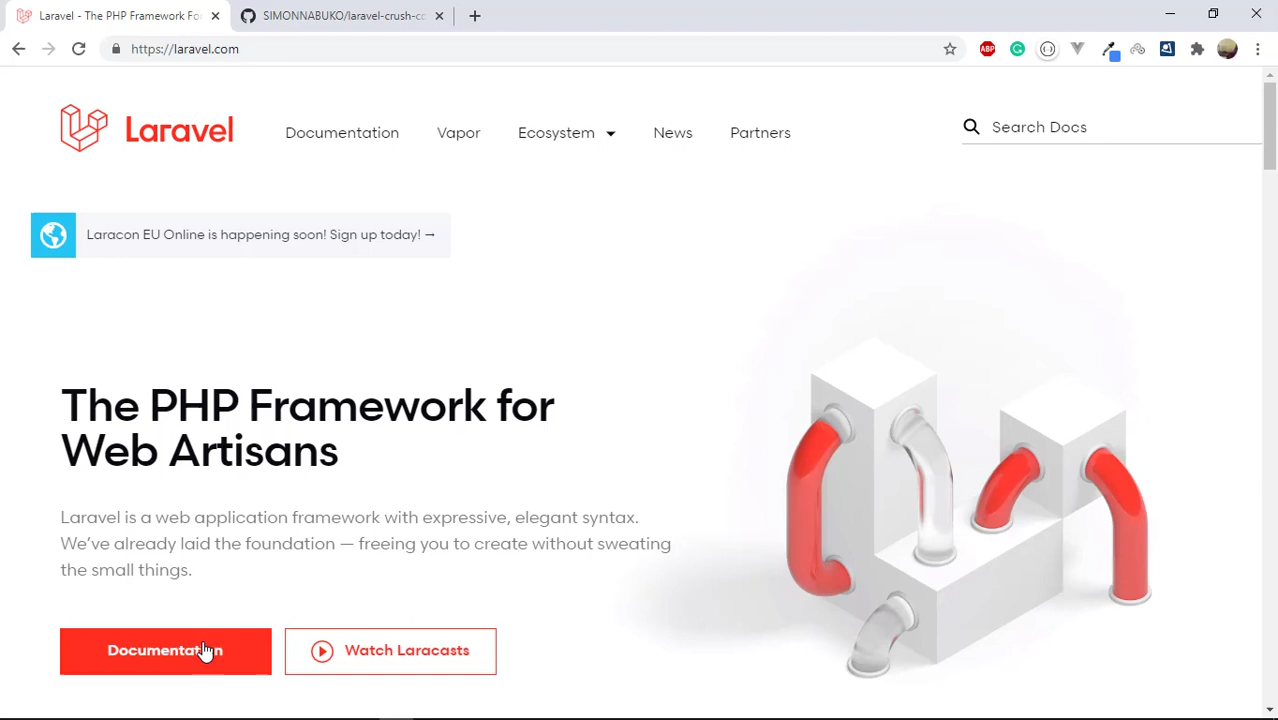 Laravel - The PHP Framework For
SIMONNABUKO/laravel-crush-co
https://laravel.com
ABP
Laravel
Documentation
Vapor
Ecosystem
News
Partners
Search Docs
Laracon EU Online is happening soon! Sign up today! →
The PHP Framework for
Web Artisans
Laravel is a web application framework with expressive, elegant syntax.
We've already laid the foundation — freeing you to create without sweating
the small things.
Documentation
Watch Laracasts